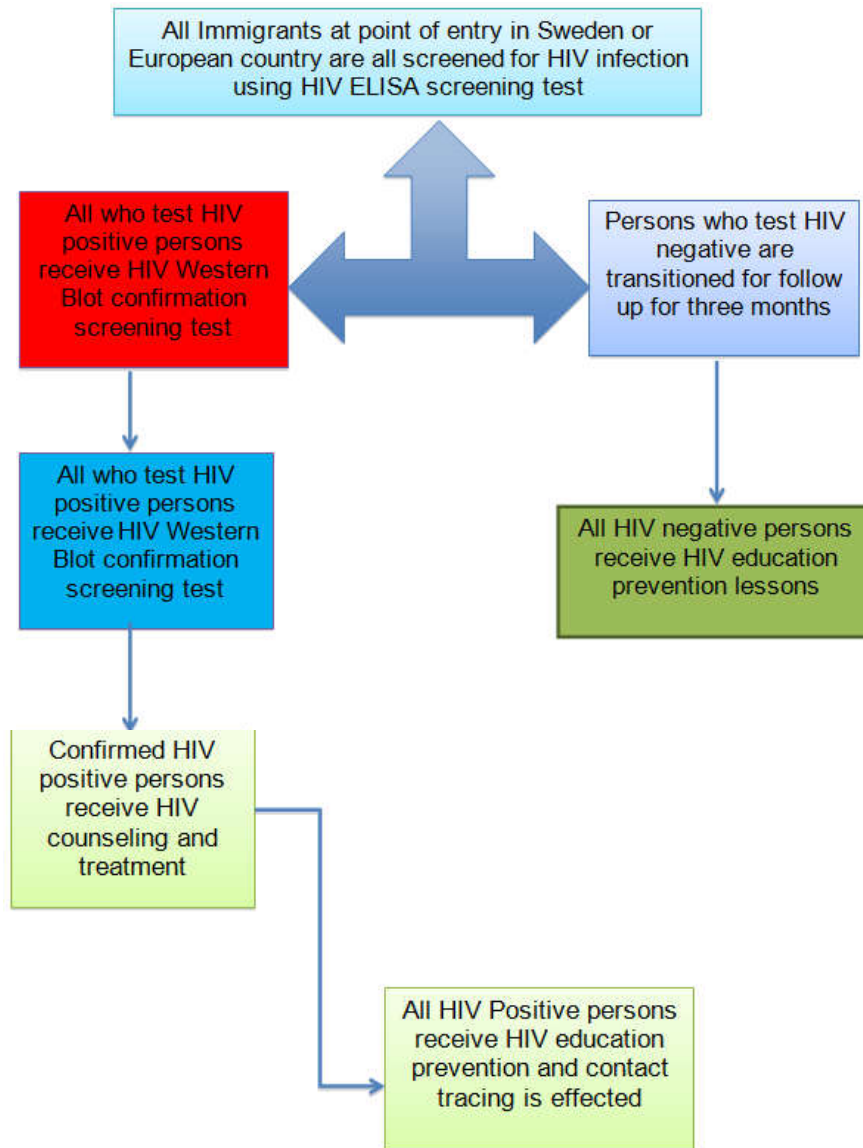 All Immigrants at point of entry in Sweden or
European country are all screened for HIV infection
using HIV ELISA screening test
All who test HIV
positive persons
receive HIV Western
Blot confirmation
screening test
Persons who test HIV
negative are
transitioned for follow
up for three months
All who test HIV
positive persons
receive HIV Western
Blot confirmation
screening test
All HIV negative persons
receive HIV education
prevention lessons
Confirmed HIV
positive persons
receive HIV
counseling and
treatment
All HIV Positive persons
receive HIV education
prevention and contact
tracing is effected